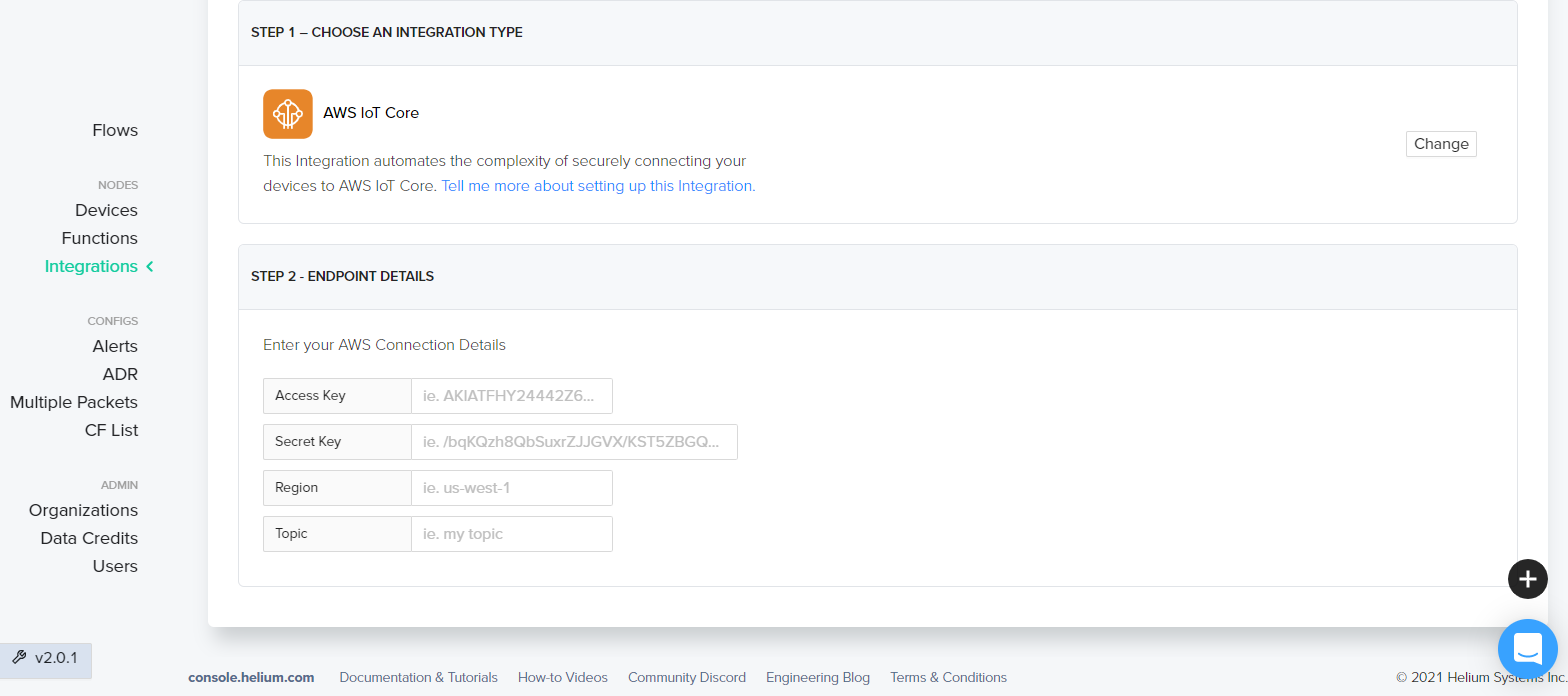 STEP 1 – CHOOSE AN INTEGRATION TYPE
AWS IoT Core
This Integration automates the complexity of securely connecting your
devices to AWS IoT Core. Tell me more about setting up this Integration.
Change
Flows
NODES
Devices
Functions
Integrations
CONFIGS
Alerts
ADR
Multiple Packets
CF List
ADMIN
Organizations
Data Credits
Users
STEP 2 - ENDPOINT DETAILS
Enter your AWS Connection Details
Access Key
ie. AKIATFHY24442Z6...
Secret Key
ie. /bqKQzh8QbSuxrZJJGVX/KST5ZBGQ...
Region
ie. us-west-1
Topic
ie. my topic
v2.0.1
console.helium.com
Documentation & Tutorials
How-to Videos
Community Discord
Engineering Blog
Terms & Conditions
© 2021 Helium Systems Inc